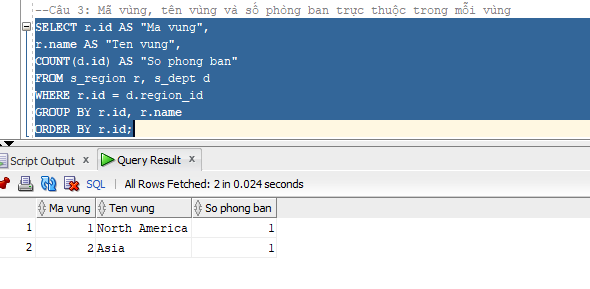 --Câu 3: Mã vùng, tên vùng và số phòng ban trực thuộc trong mỗi vùng
SELECT r.id AS "Ma vung",
r.name AS "Ten vung",
COUNT(d.id) AS "So phong ban"
FROM s_region r, s_dept d
WHERE r.id = d.region_id
GROUP BY r.id, r.name
ORDER BY r.id;
Script Output x Query Result x
SQL All Rows Fetched: 2 in 0.024 seconds
Ma vung Ten vung So phong ban
1 1 North America 1
2 2 Asia 1